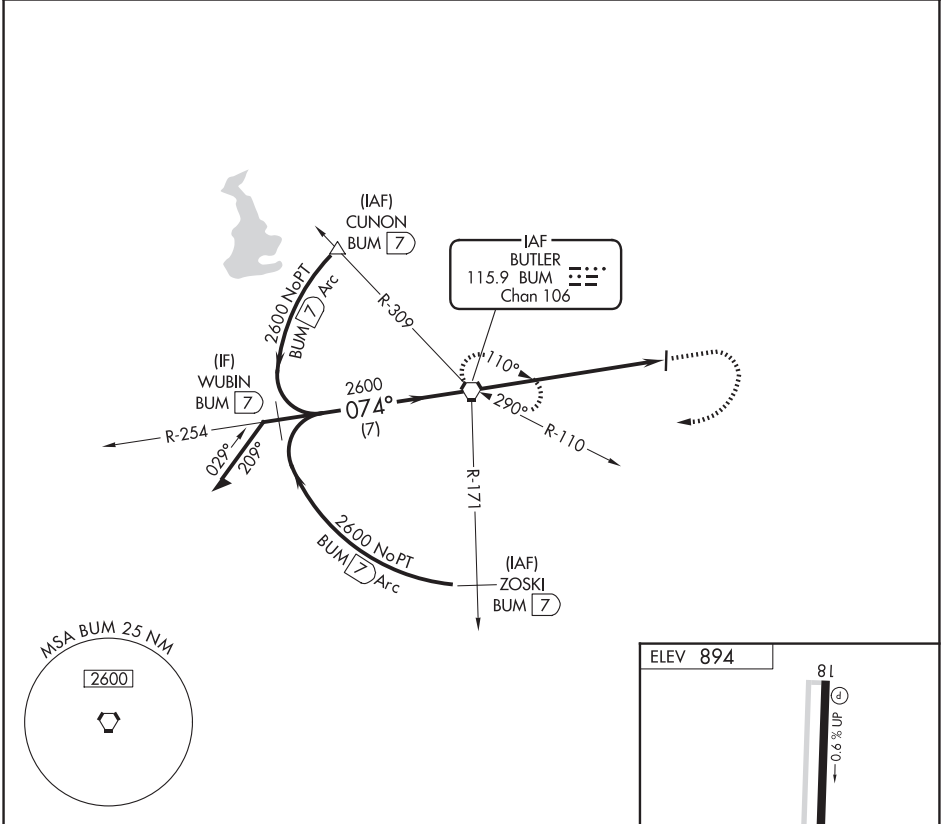 (IAF)
CUNON
BUM 7
IAF
BUTLER
115.9 BUM
Chan 106
2600 NoPT
BUM 7 Arc
R-309
110°
(IF)
WUBIN
BUM 7
2600
074°
(7)
290°
R-110
R-254
029°
209°
R-171
2600 NoPT
BUM 7 Arc
(IAF)
ZOSKI
BUM 7
MSA BUM 25 NM
2600
ELEV 894
18
P
0.6 % UP